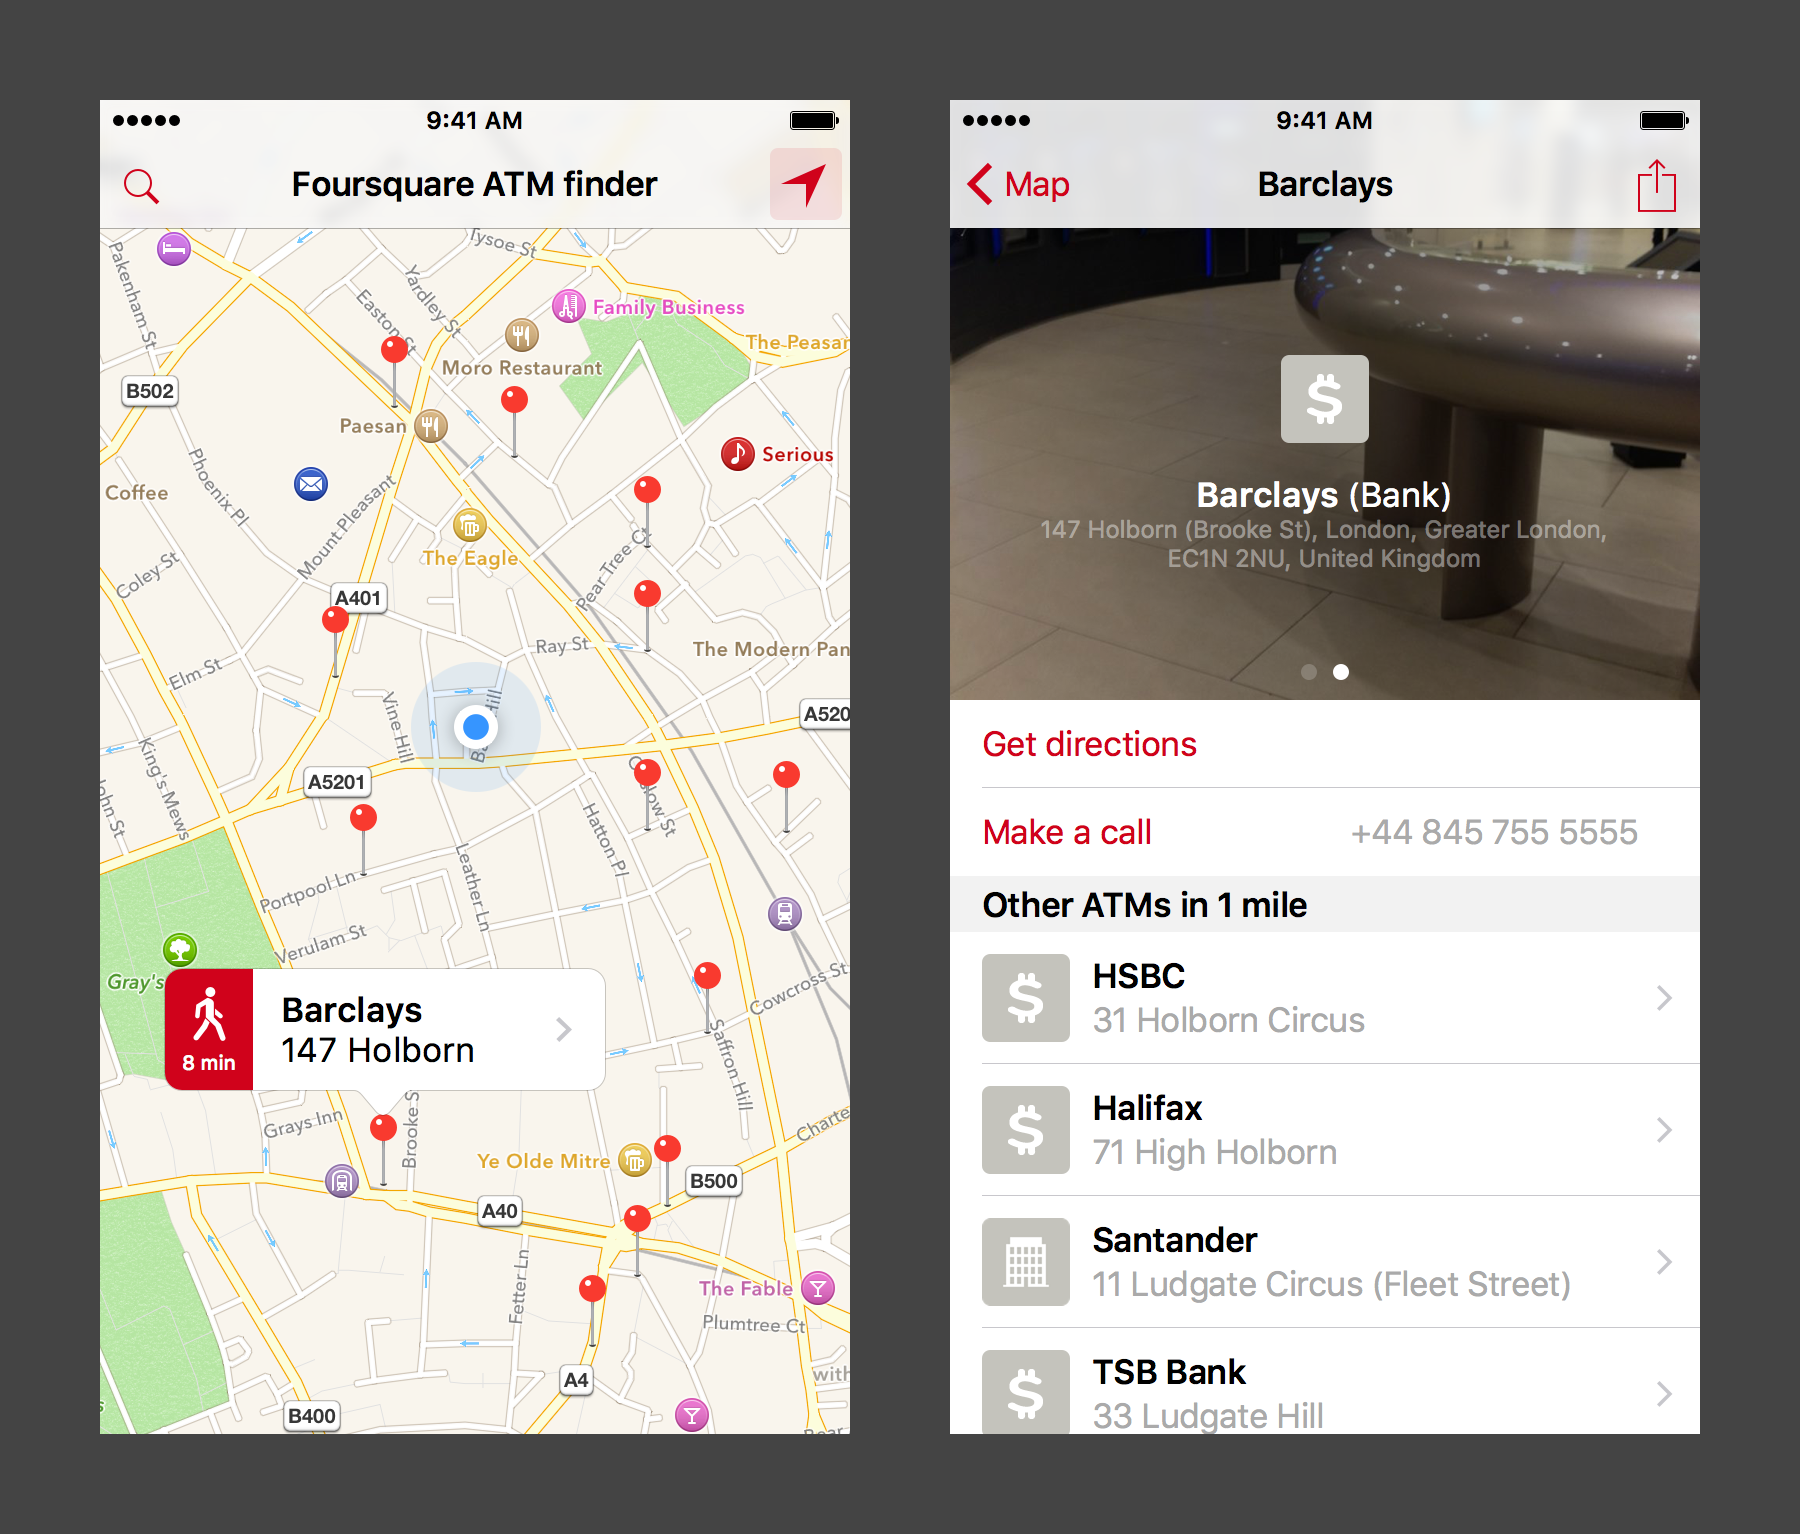 9:41 AM
Foursquare ATM finder
Tysoe St
Pakenham St
Yardley St
Easton St
Family Business
The Peasan
Moro Restaurant
B502
Paesan
Serious
Phoenix Pl
Coffee
Mount Pleasant
The Eagle
Pear Tree Ct
Coley St
A401
Ray St
The Modern Pan
Elm St
Vine Hill
A520
King's Mews
A5201
John St
Hatton Pl
Leather Ln
Portpool Ln
Verulam St
Gray's
Cowcross St
Saffron Hill
8 min
Barclays
147 Holborn
Grays Inn
Brooke S
Charte
Ye Olde Mitre
B500
A40
Fetter Ln
The Fable
Plumtree Ct
with
A4
B400
9:41 AM
Map
Barclays
Barclays (Bank)
147 Holborn (Brooke St), London, Greater London,
EC1N 2NU, United Kingdom
Get directions
Make a call +44 845 755 5555
Other ATMs in 1 mile
HSBC
31 Holborn Circus
Halifax
71 High Holborn
Santander
11 Ludgate Circus (Fleet Street)
TSB Bank
33 Ludgate Hill